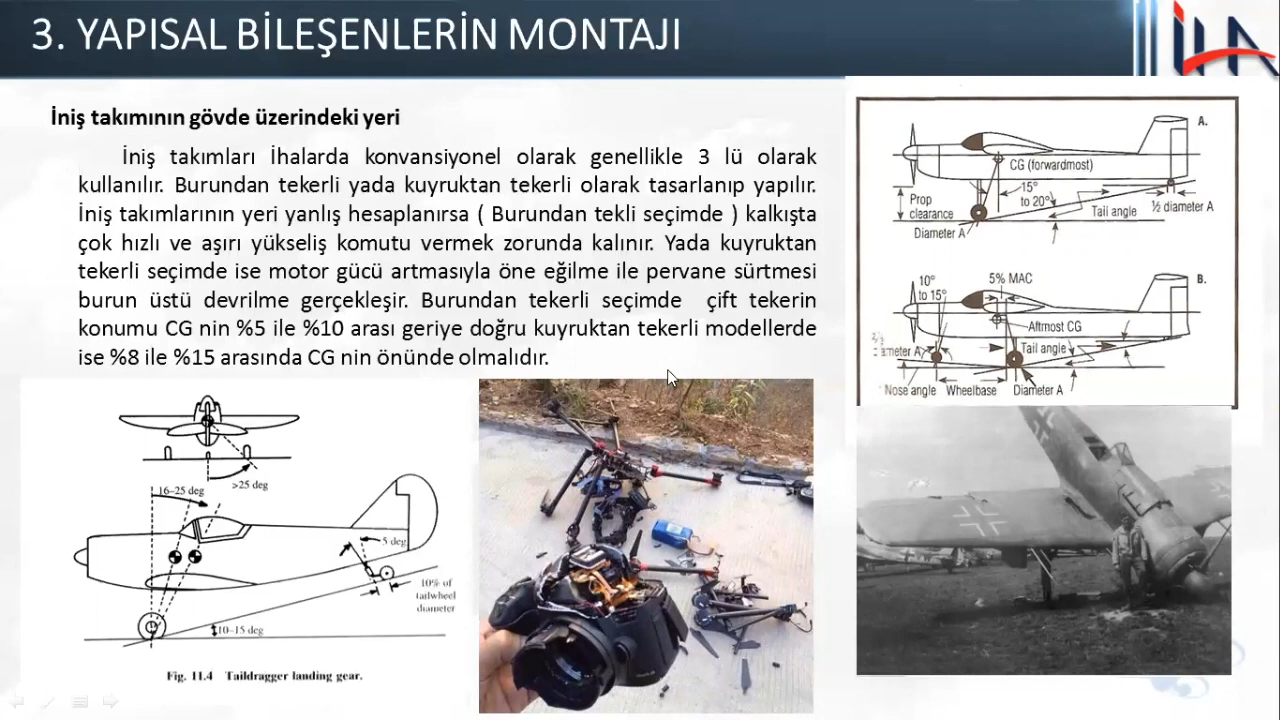 3. YAPISAL BİLEŞENLERİN MONTAJI
İHA
İniş takımının gövde üzerindeki yeri
İniş takımları İhalarda konvansiyonel olarak genellikle 3 lü olarak
kullanılır. Burundan tekerli yada kuyruktan tekerli olarak tasarlanıp yapılır.
İniş takımlarının yeri yanlış hesaplanırsa ( Burundan tekli seçimde ) kalkışta
çok hızlı ve aşırı yükseliş komutu vermek zorunda kalınır. Yada kuyruktan
tekerli seçimde ise motor gücü artmasıyla öne eğilme ile pervane sürtmesi
burun üstü devrilme gerçekleşir. Burundan tekerli seçimde çift tekerin
konumu CG nin %5 ile %10 arası geriye doğru kuyruktan tekerli modellerde
ise %8 ile %15 arasında CG nin önünde olmalıdır.
A.
CG (forwardmost)
15°
to 20°
Prop
clearance
Tail angle
½ diameter A
Diameter A
10°
to 15°
5% MAC
B.
Aftmost CG
Tail angle
Nose angle
Wheelbase
Diameter A
>25 deg
16–25 deg
5 deg
10% of
tailwheel
diameter
10–15 deg
Fig. 11.4 Taildragger landing gear.